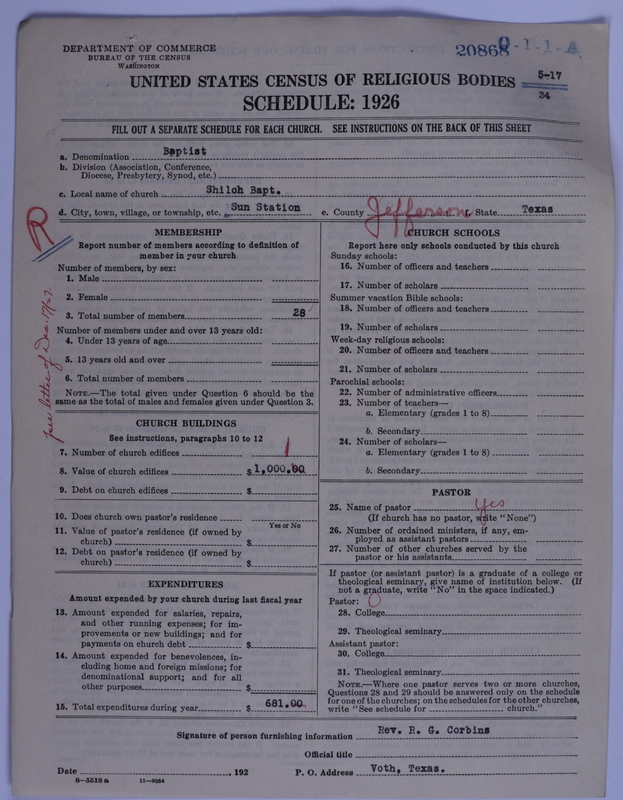 DEPARTMENT OF COMMERCE
BUREAU OF THE CENSUS
WASHINGTON
20868 0-1-1-A
UNITED STATES CENSUS OF RELIGIOUS BODIES
5-17
34
SCHEDULE: 1926
FILL OUT A SEPARATE SCHEDULE FOR EACH CHURCH. SEE INSTRUCTIONS ON THE BACK OF THIS SHEET
a. Denomination Baptist
b. Division (Association, Conference,
Diocese, Presbytery, Synod, etc.)
c. Local name of church Shiloh Bapt.
d. City, town, village, or township, etc. Sun Station e. County Jefferson f. State Texas
R
per letter of Dec. 17/27.
MEMBERSHIP
Report number of members according to definition of
member in your church
Number of members, by sex:
1. Male
2. Female
3. Total number of members 28
Number of members under and over 13 years old:
4. Under 13 years of age
5. 13 years old and over
6. Total number of members
NOTE.—The total given under Question 6 should be the
same as the total of males and females given under Question 3.
CHURCH BUILDINGS
See instructions, paragraphs 10 to 12
7. Number of church edifices 1
8. Value of church edifices $1,000.00
9. Debt on church edifices $
10. Does church own pastor's residence
Yes or No
11. Value of pastor's residence (if owned by
church) $
12. Debt on pastor's residence (if owned by
church) $
EXPENDITURES
Amount expended by your church during last fiscal year
13. Amount expended for salaries, repairs,
and other running expenses; for im-
provements or new buildings; and for
payments on church debt $
14. Amount expended for benevolences, in-
cluding home and foreign missions; for
denominational support; and for all
other purposes $
15. Total expenditures during year $ 681.00
CHURCH SCHOOLS
Report here only schools conducted by this church
Sunday schools:
16. Number of officers and teachers
17. Number of scholars
Summer vacation Bible schools:
18. Number of officers and teachers
19. Number of scholars
Week-day religious schools:
20. Number of officers and teachers
21. Number of scholars
Parochial schools:
22. Number of administrative officers
23. Number of teachers—
a. Elementary (grades 1 to 8)
b. Secondary
24. Number of scholars—
a. Elementary (grades 1 to 8)
b. Secondary
PASTOR
25. Name of pastor Yes
(If church has no pastor, write "None")
26. Number of ordained ministers, if any, em-
ployed as assistant pastors
27. Number of other churches served by the
pastor or his assistants
If pastor (or assistant pastor) is a graduate of a college or
theological seminary, give name of institution below. (If
not a graduate, write "No" in the space indicated.)
Pastor: O
28. College
29. Theological seminary
Assistant pastor:
30. College
31. Theological seminary
NOTE.—Where one pastor serves two or more churches,
Questions 28 and 29 should be answered only on the schedule
for one of the churches; on the schedules for the other churches,
write "See schedule for church."
Signature of person furnishing information Rev. R. G. Corbins
Official title
Date , 192 P. O. Address Voth, Texas.
8-5518 a 11-9054